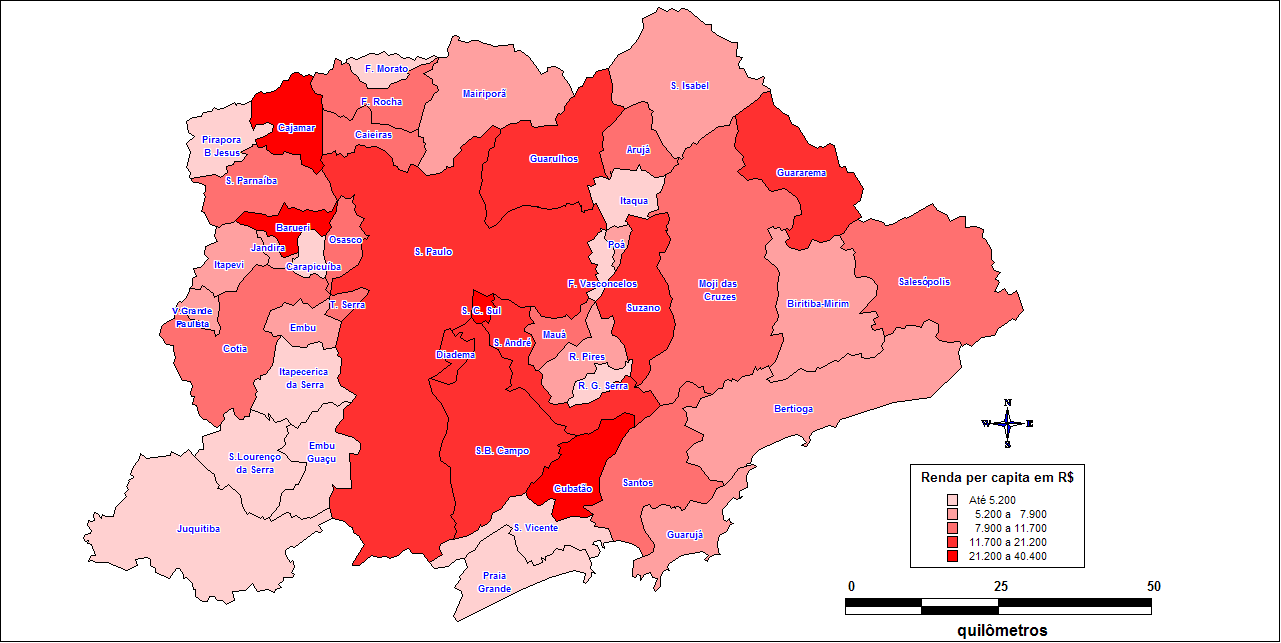 F. Morato
S. Isabel
Mairiporã
F. Rocha
Cajamar
Caieiras
Pirapora
B Jesus
Arujá
Guarulhos
Guararema
S. Parnaíba
Itaqua
Barueri
Osasco
Jandira
Poá
S. Paulo
Itapevi
Carapicuíba
F. Vasconcelos
Moji das
Cruzes
Salesópolis
Biritiba-Mirim
T. Serra
Suzano
V.Grande
Paulista
S. C. Sul
Embu
Mauá
S. André
Cotia
Diadema
R. Pires
Itapecerica
da Serra
R. G. Serra
Bertioga
Embu
Guaçu
S.B. Campo
S.Lourenço
da Serra
Santos
Cubatão
Juquitiba
S. Vicente
Guarujá
Praia
Grande
N
W E
S
Renda per capita em R$
Até 5.200
5.200 a 7.900
7.900 a 11.700
11.700 a 21.200
21.200 a 40.400
0 25 50
quilômetros